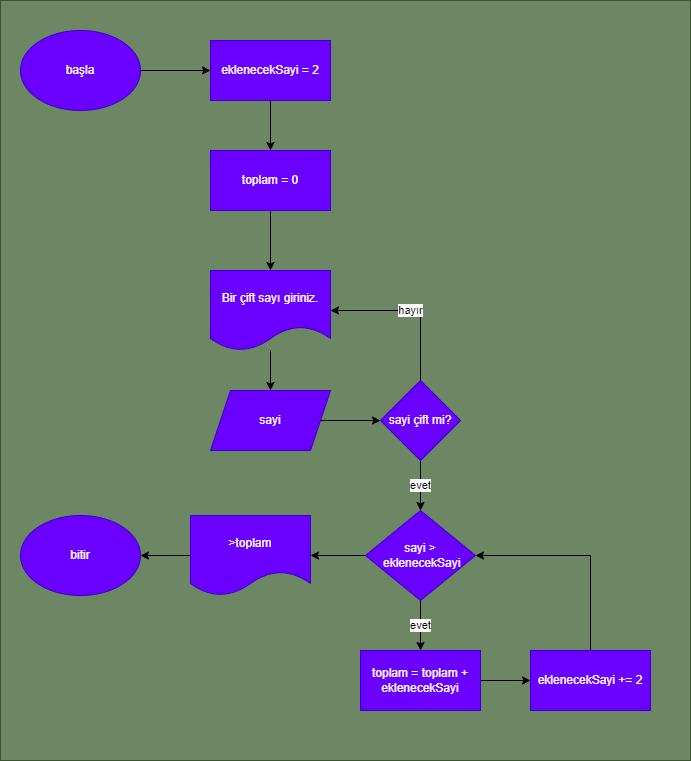 başla
eklenecekSayi = 2
toplam = 0
Bir çift sayı giriniz.
hayır
sayi
sayi çift mi?
evet
bitir
>toplam
sayi >
eklenecekSayi
evet
toplam = toplam +
eklenecekSayi
eklenecekSayi += 2